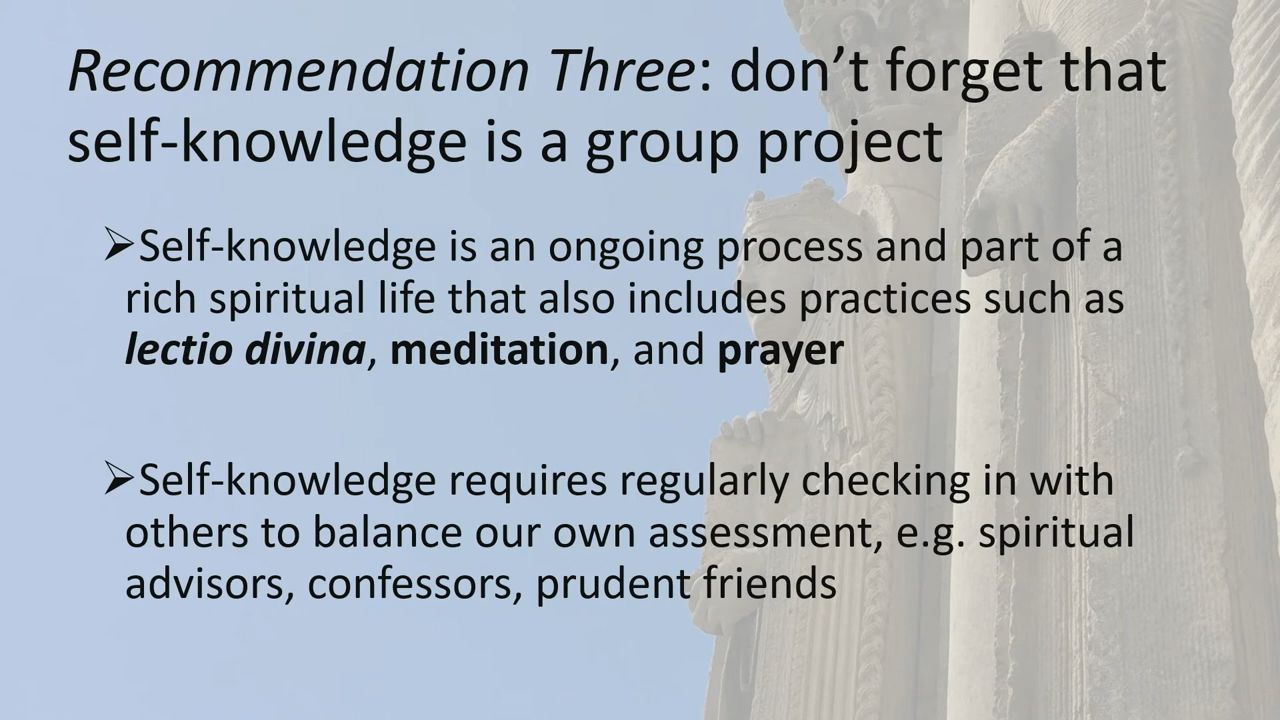 Recommendation Three: don’t forget that
self-knowledge is a group project
➢Self-knowledge is an ongoing process and part of a
rich spiritual life that also includes practices such as
lectio divina, meditation, and prayer
➢Self-knowledge requires regularly checking in with
others to balance our own assessment, e.g. spiritual
advisors, confessors, prudent friends